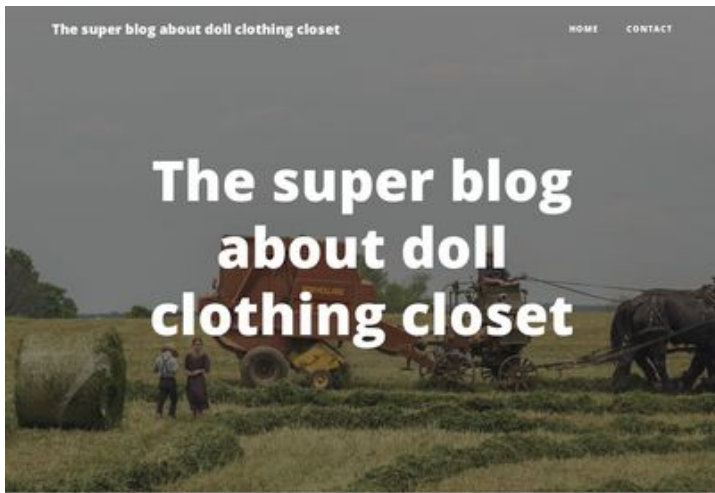 The super blog about doll clothing closet
HOME CONTACT
The super blog
about doll
clothing closet